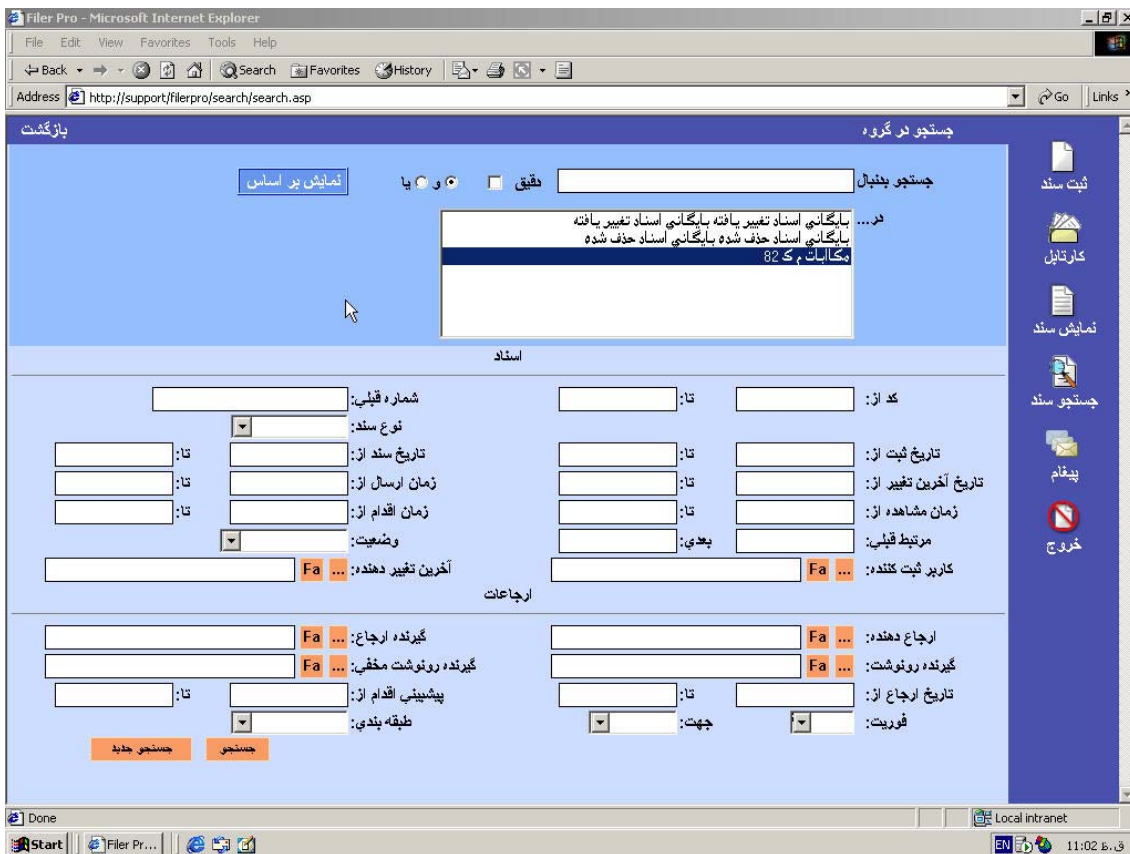 Filer Pro - Microsoft Internet Explorer
File Edit View Favorites Tools Help
Back Search Favorites History
Address http://support/filerpro/search/search.asp Go Links
جستجو در گروه بازگشت
جستجو بدنبال دقیق و یا نمایش بر اساس
در.... بایگانی اسناد تغییر یافته بایگانی اسناد تغییر یافته
بایگانی اسناد حذف شده بایگانی اسناد حذف شده
مکاابات م ک 82
اسناد
کد از: تا: شماره قبلی:
نوع سند:
تاریخ ثبت از: تا: تاریخ سند از: تا:
تاریخ آخرین تغییر از: تا: زمان ارسال از: تا:
زمان مشاهده از: تا: زمان اقدام از: تا:
مرتبط قبلی: بعدی: وضعیت:
کاربر ثبت کننده: ... Fa آخرین تغییر دهنده: ... Fa
ارجاعات
ارجاع دهنده: ... Fa گیرنده ارجاع: ... Fa
گیرنده رونوشت: ... Fa گیرنده رونوشت مخفی: ... Fa
تاریخ ارجاع از: تا: پیشبینی اقدام از: تا:
فوریت: جهت: طبقه بندی:
جستجو جستجو جدید
ثبت سند
کارتابل
نمایش سند
جستجو سند
پیغام
خروج
Done Local intranet
Start Filer Pr... EN 11:02 ق.ظ